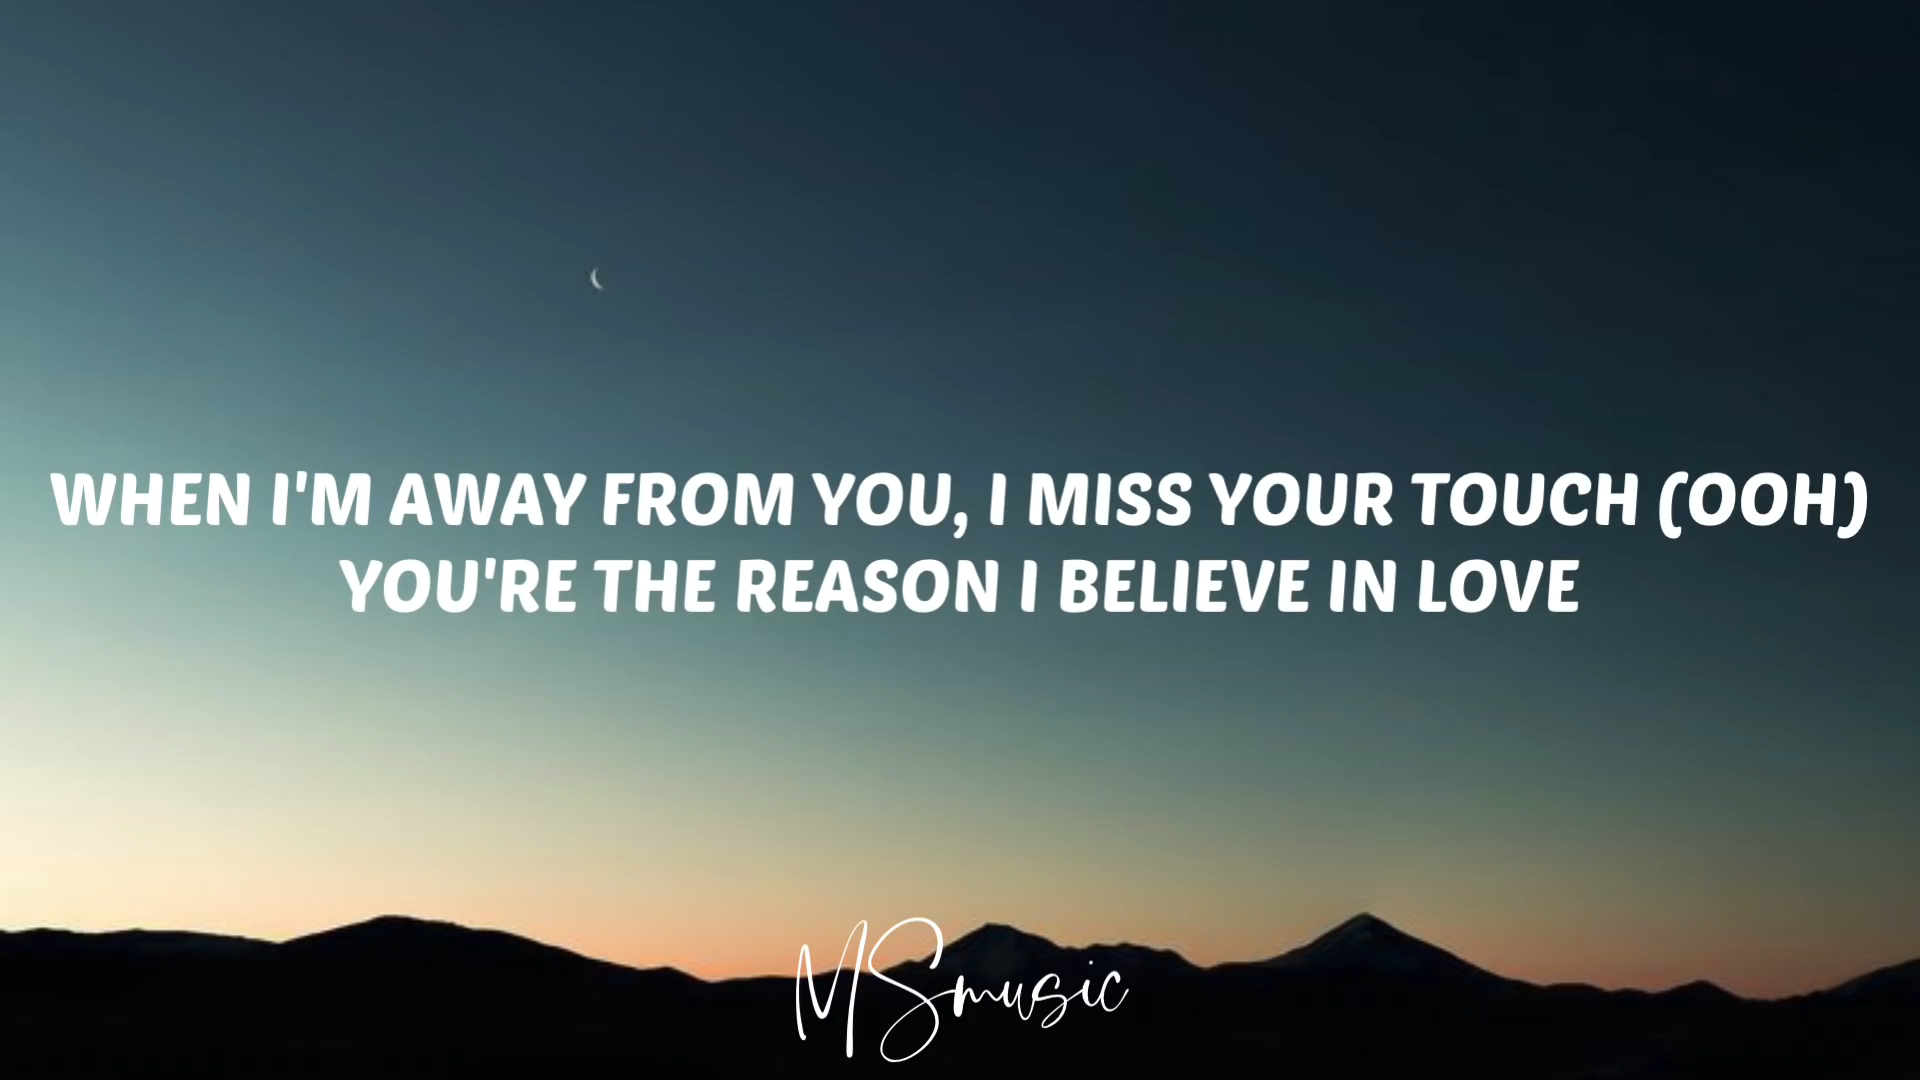 WHEN I'M AWAY FROM YOU, I MISS YOUR TOUCH (OOH)
YOU'RE THE REASON I BELIEVE IN LOVE
MSmusic